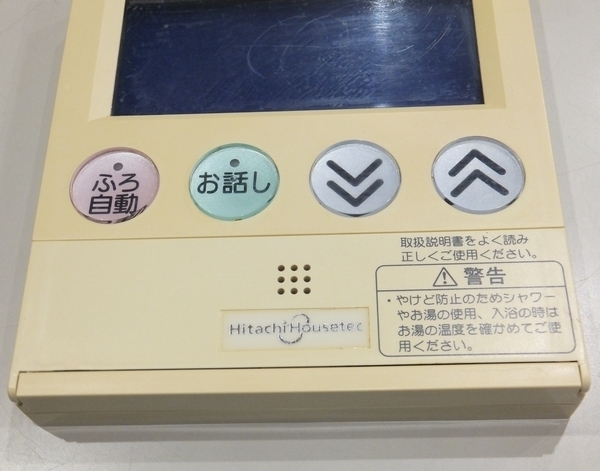 ふろ
自動
お話し
取扱説明書をよく読み
正しくご使用ください。
警告
・やけど防止のためシャワー
やお湯の使用、入浴の時は
お湯の温度を確かめてご使
用ください。
Hitachi Housetec